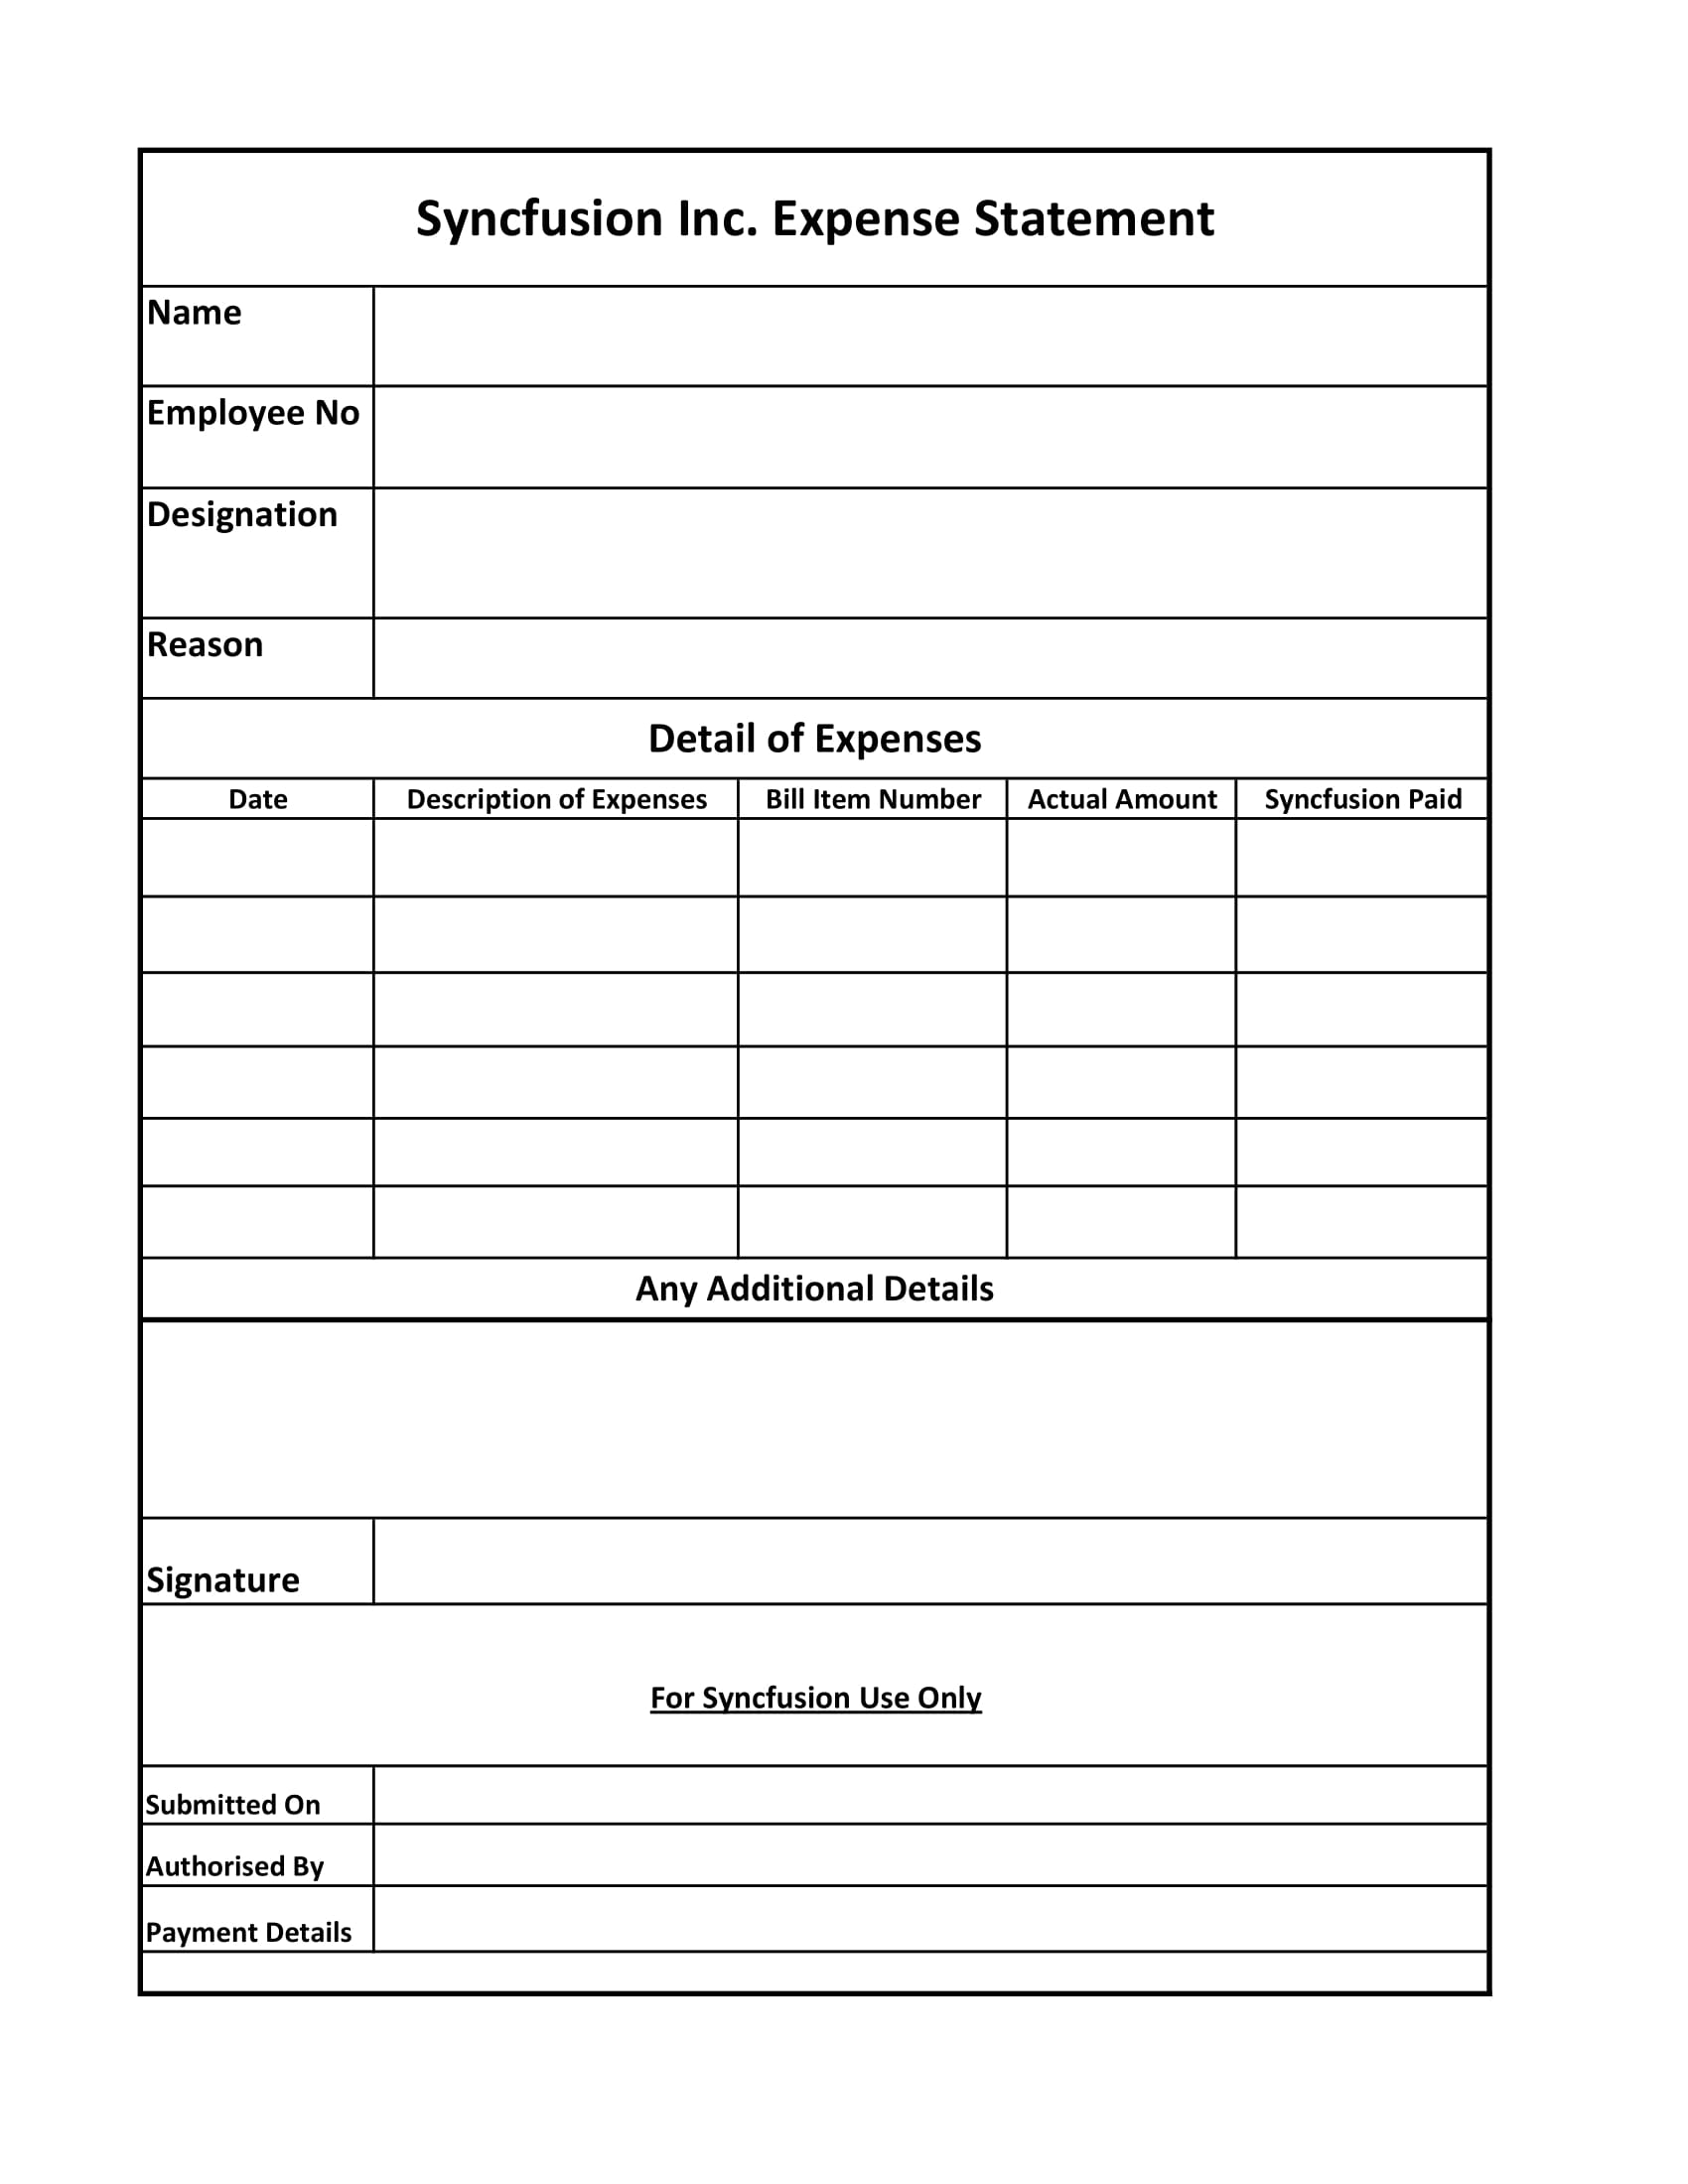 Syncfusion Inc. Expense Statement
Name
Employee No
Designation
Reason
Detail of Expenses
Date Description of Expenses Bill Item Number Actual Amount Syncfusion Paid
Any Additional Details
Signature
For Syncfusion Use Only
Submitted On
Authorised By
Payment Details